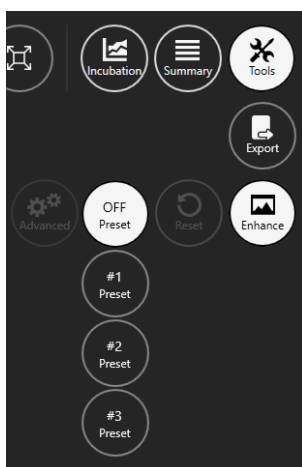 Incubation
Summary
Tools
Export
Advanced
OFF
Preset
Reset
Enhance
#1
Preset
#2
Preset
#3
Preset